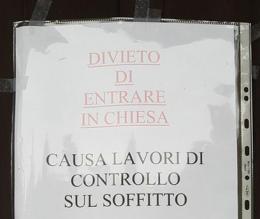 DIVIETO
DI
ENTRARE
IN CHIESA
CAUSA LAVORI DI
CONTROLLO
SUL SOFFITTO